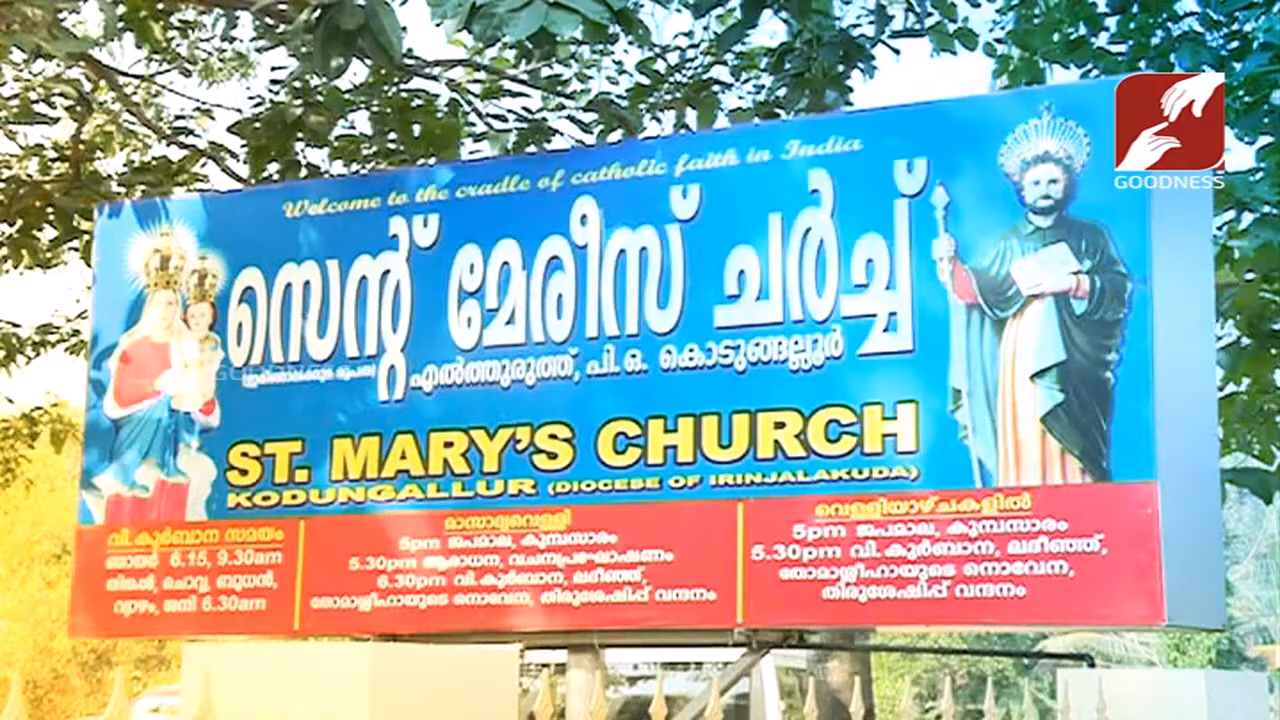 Welcome to the cradle of catholic faith in India
സെന്റ് മേരീസ് ചർച്ച്
(ഇരിങ്ങാലക്കുട രൂപത) എൽത്തുരുത്ത്, പി. ഒ. കൊടുങ്ങല്ലൂർ
ST. MARY'S CHURCH
KODUNGALLUR (DIOCESE OF IRINJALAKUDA)
വി.കുർബാന സമയം
ഞായർ 6.15, 9.30am
തിങ്കൾ, ചൊവ്വ, ബുധൻ,
വ്യാഴം, ശനി 6.30am
മാസാദ്യവെള്ളി
5pm ജപമാല, കുമ്പസാരം
5.30pm ആരാധന, വചനപ്രഘോഷണം
6.30pm വി.കുർബാന, ലദീഞ്ഞ്,
തോമാശ്ലീഹായുടെ നൊവേന, തിരുശേഷിപ്പ് വന്ദനം
വെള്ളിയാഴ്ചകളിൽ
5pm ജപമാല, കുമ്പസാരം
5.30pm വി.കുർബാന, ലദീഞ്ഞ്,
തോമാശ്ലീഹായുടെ നൊവേന,
തിരുശേഷിപ്പ് വന്ദനം
GOODNESS